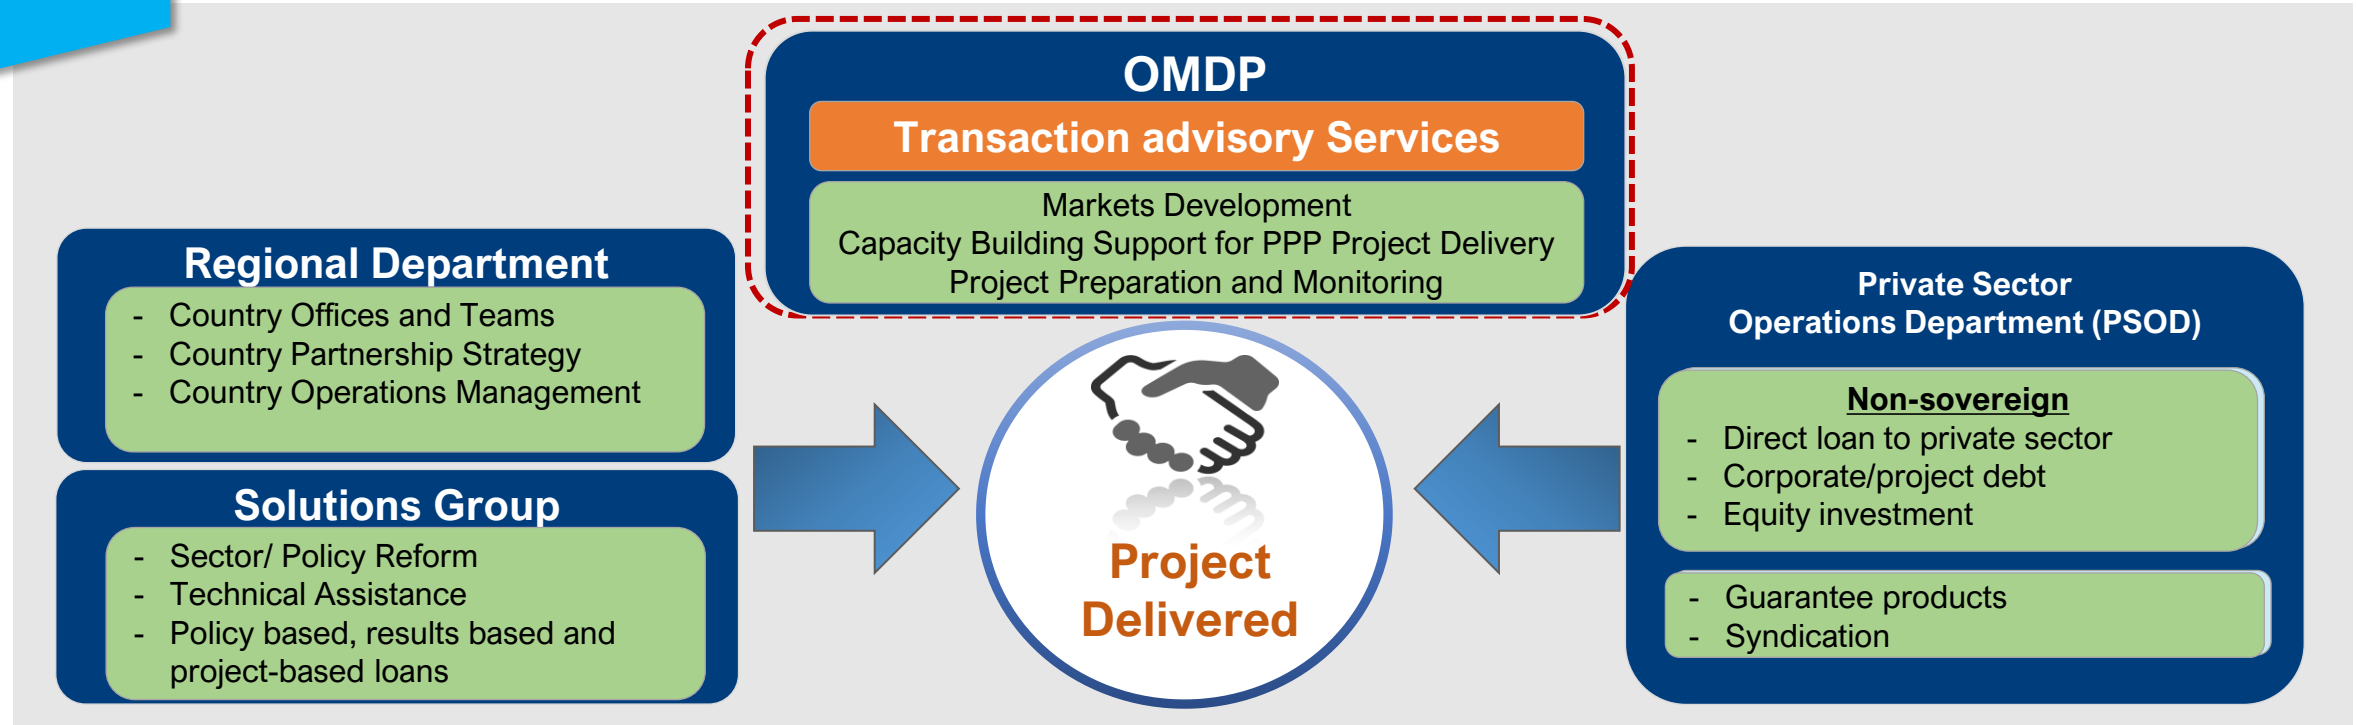 OMDP
Transaction advisory Services
Markets Development
Capacity Building Support for PPP Project Delivery
Project Preparation and Monitoring
Regional Department
- Country Offices and Teams
- Country Partnership Strategy
- Country Operations Management
Solutions Group
- Sector/ Policy Reform
- Technical Assistance
- Policy based, results based and
project-based loans
Project
Delivered
Private Sector
Operations Department (PSOD)
Non-sovereign
- Direct loan to private sector
- Corporate/project debt
- Equity investment
- Guarantee products
- Syndication